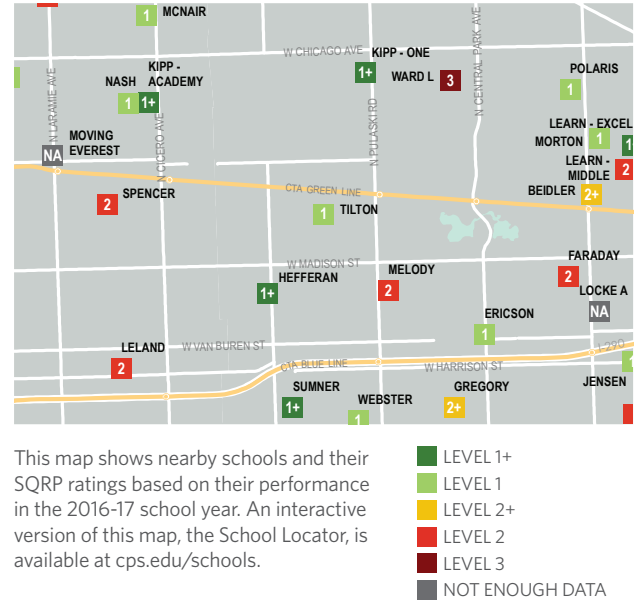 MCNAIR
1
W CHICAGO AVE
KIPP - ONE
1+
WARD L
3
N CENTRAL PARK AVE
POLARIS
1
KIPP -
ACADEMY
NASH
1
1+
N LARAMIE AVE
N CICERO AVE
N PULASKI RD
MOVING
EVEREST
NA
LEARN - EXCEL
MORTON
1
LEARN -
MIDDLE
2
BEIDLER
2+
SPENCER
2
CTA GREEN LINE
TILTON
1
W MADISON ST
HEFFERAN
1+
MELODY
2
FARADAY
2
LOCKE A
NA
ERICSON
1
LELAND
2
W VAN BUREN ST
CTA BLUE LINE
W HARRISON ST
I-290
SUMNER
1+
WEBSTER
1
GREGORY
2+
JENSEN
1
This map shows nearby schools and their
SQRP ratings based on their performance
in the 2016-17 school year. An interactive
version of this map, the School Locator, is
available at cps.edu/schools.
LEVEL 1+
LEVEL 1
LEVEL 2+
LEVEL 2
LEVEL 3
NOT ENOUGH DATA